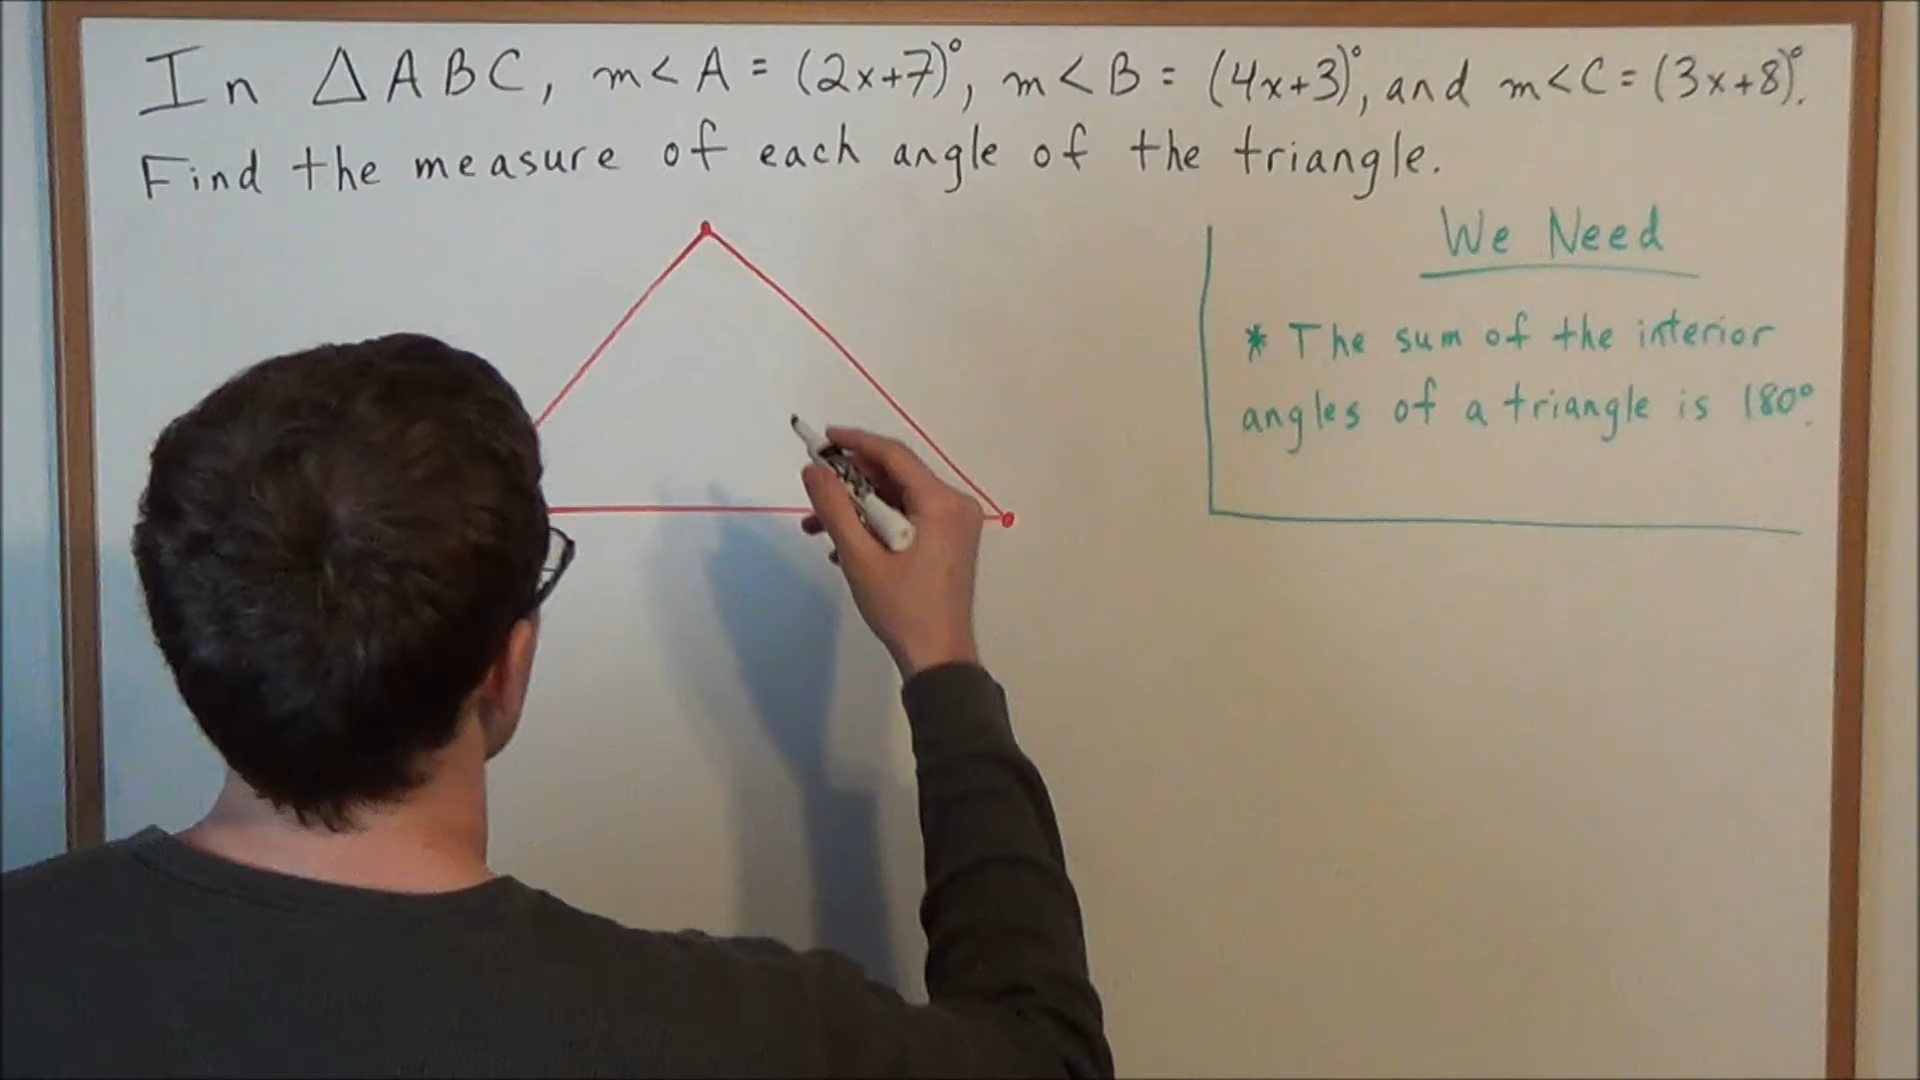 In △ABC, m<A = (2x+7)°, m<B = (4x+3)°, and m<C = (3x+8)°.
Find the measure of each angle of the triangle.
We Need
* The sum of the interior
angles of a triangle is 180°.